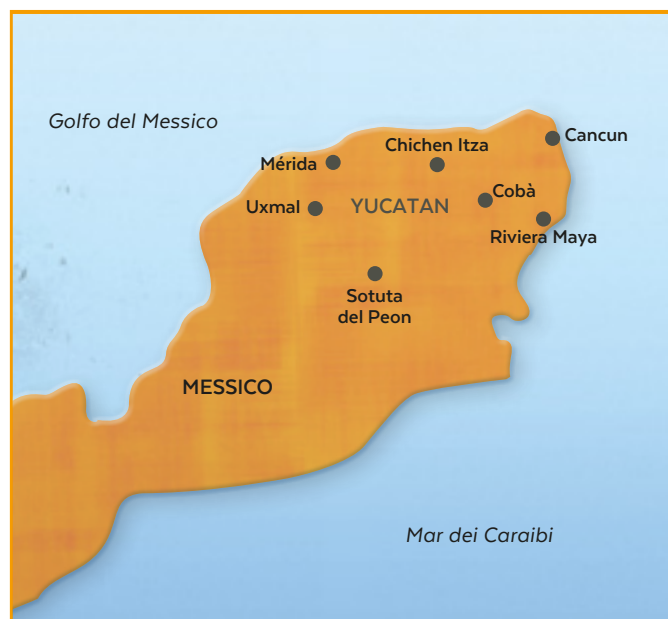 Golfo del Messico
Cancun
Chichen Itza
Mérida
Cobà
Uxmal
YUCATAN
Riviera Maya
Sotuta
del Peon
MESSICO
Mar dei Caraibi